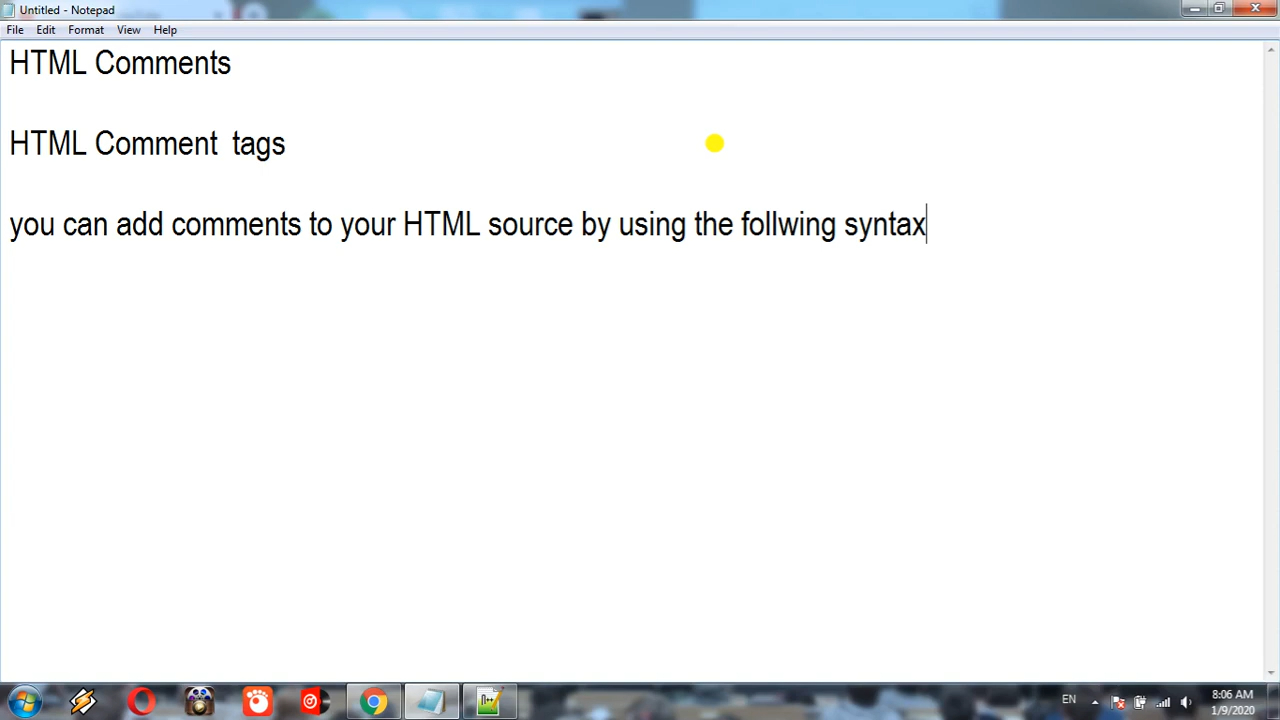 Untitled - Notepad
File Edit Format View Help
HTML Comments
HTML Comment  tags
you can add comments to your HTML source by using the follwing syntax
EN
8:06 AM
1/9/2020